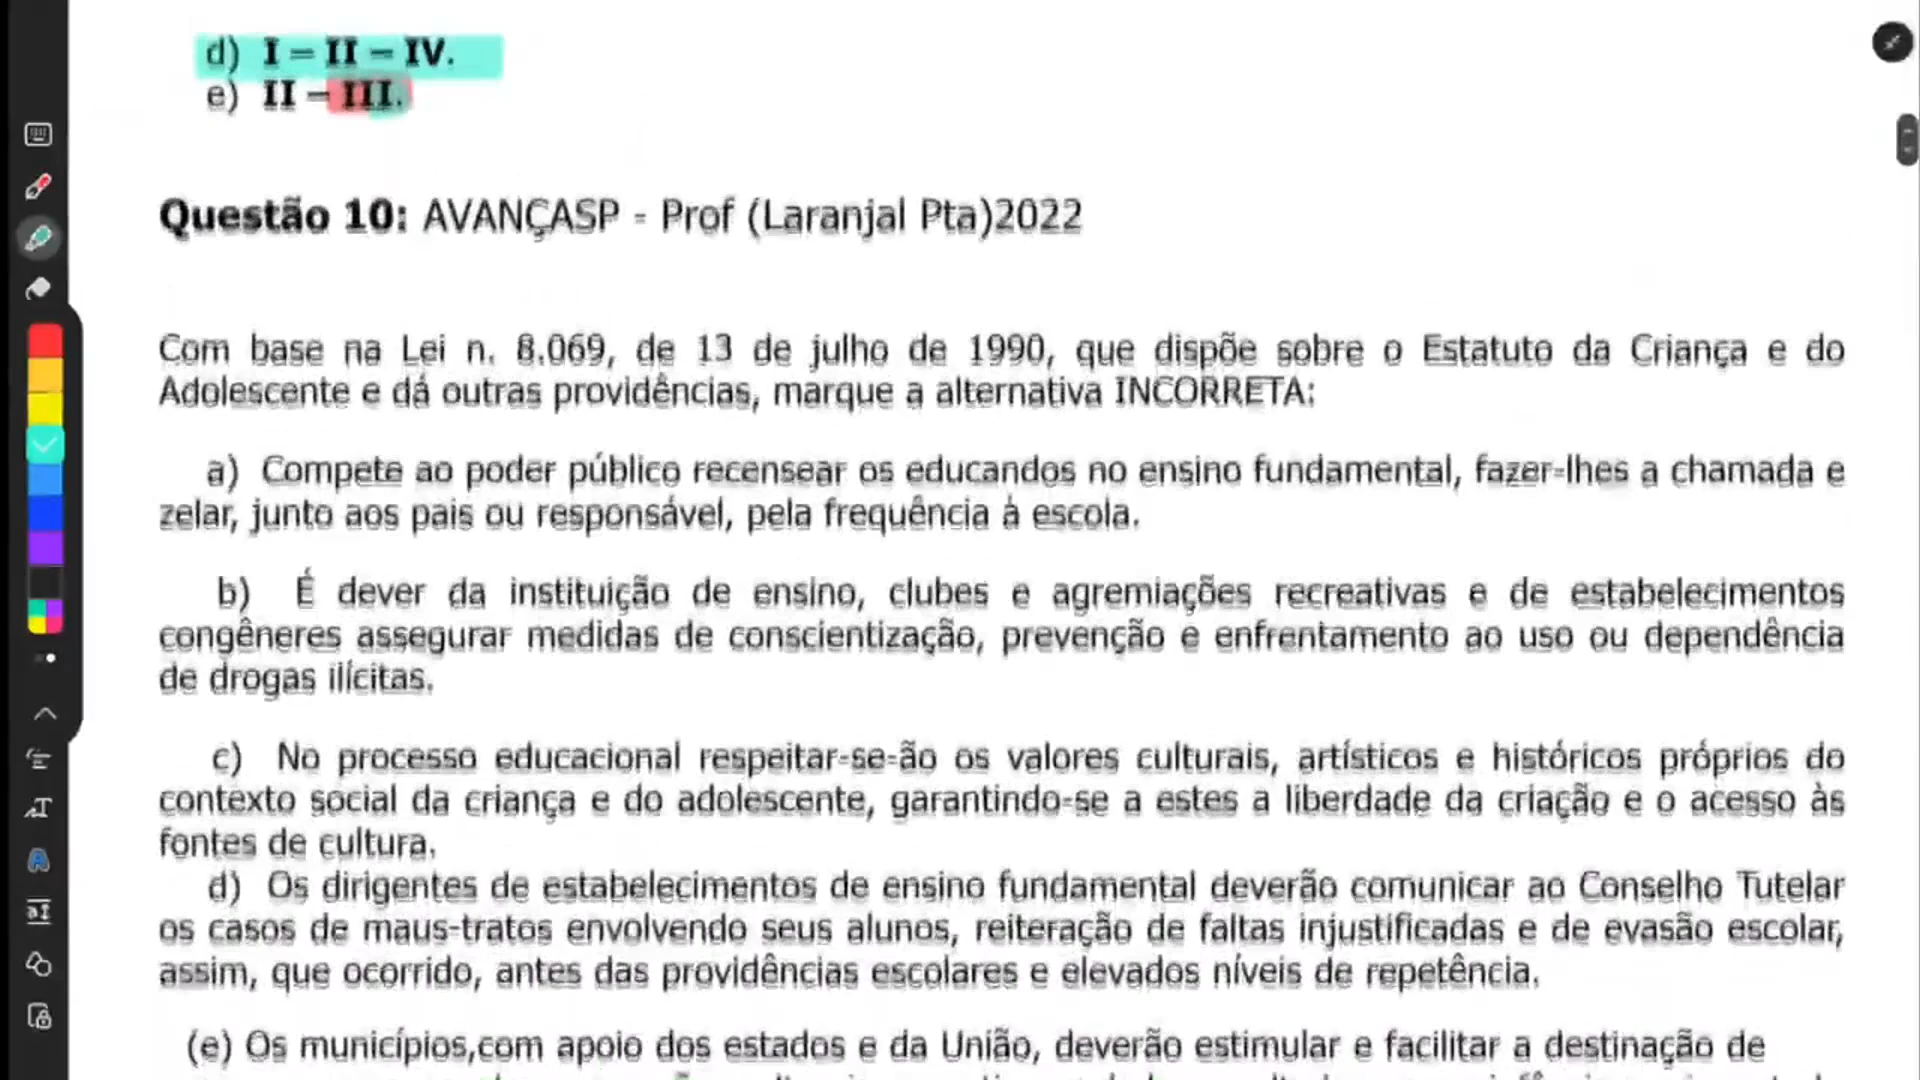 d) I – II – IV.
e) II – III.
Questão 10: AVANÇASP - Prof (Laranjal Pta)2022
Com base na Lei n. 8.069, de 13 de julho de 1990, que dispõe sobre o Estatuto da Criança e do
Adolescente e dá outras providências, marque a alternativa INCORRETA:
a) Compete ao poder público recensear os educandos no ensino fundamental, fazer-lhes a chamada e
zelar, junto aos pais ou responsável, pela frequência à escola.
b) É dever da instituição de ensino, clubes e agremiações recreativas e de estabelecimentos
congêneres assegurar medidas de conscientização, prevenção e enfrentamento ao uso ou dependência
de drogas ilícitas.
c) No processo educacional respeitar-se-ão os valores culturais, artísticos e históricos próprios do
contexto social da criança e do adolescente, garantindo-se a estes a liberdade da criação e o acesso às
fontes de cultura.
d) Os dirigentes de estabelecimentos de ensino fundamental deverão comunicar ao Conselho Tutelar
os casos de maus-tratos envolvendo seus alunos, reiteração de faltas injustificadas e de evasão escolar,
assim, que ocorrido, antes das providências escolares e elevados níveis de repetência.
(e) Os municípios,com apoio dos estados e da União, deverão estimular e facilitar a destinação de